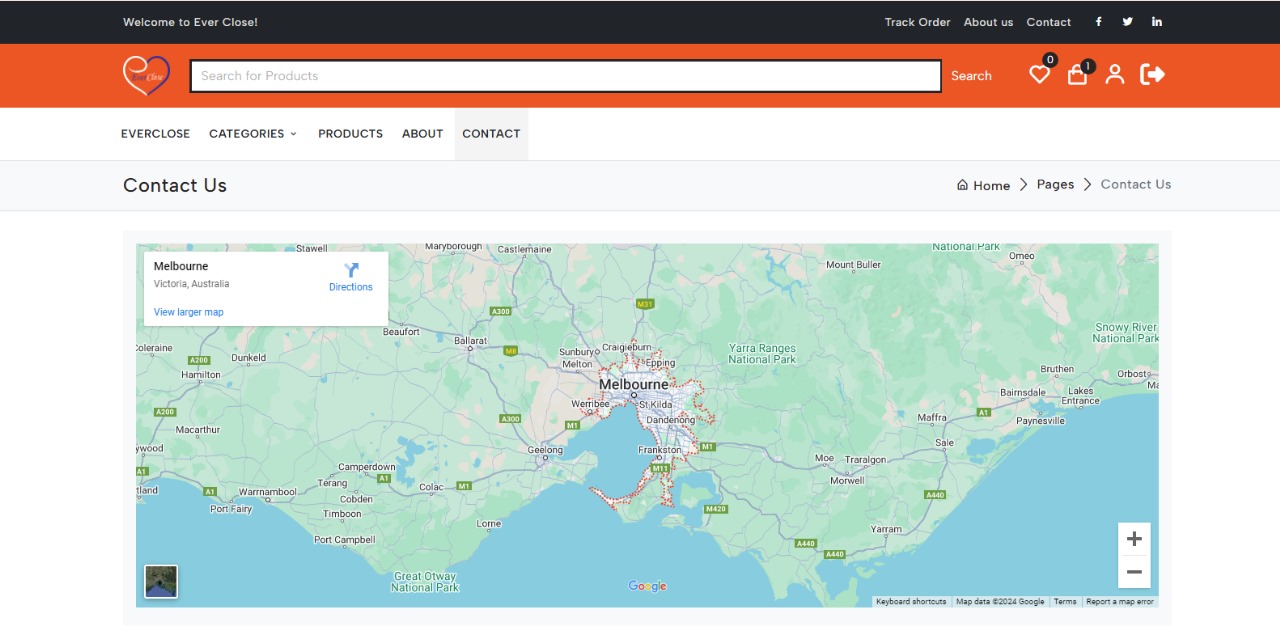 Welcome to Ever Close!
Track Order About us Contact
EverClose
Search for Products
Search
0
1
EVERCLOSE CATEGORIES PRODUCTS ABOUT CONTACT
Contact Us
Home Pages Contact Us
Melbourne
Victoria, Australia
Directions
View larger map
Stawell
Maryborough
Castlemaine
National Park
Omeo
Mount Buller
M31
A300
Beaufort
Ballarat
M8
Snowy River
National Park
Coleraine
A200
Dunkeld
Hamilton
Sunbury
Craigieburn
Melton
Epping
Yarra Ranges
National Park
Bruthen
Orbost
Melbourne
Bairnsdale
Lakes
Entrance
Ma
Werribee
St Kilda
A200
A300
Dandenong
Maffra
A1
Paynesville
Macarthur
M1
Geelong
Frankston
M1
Sale
ywood
A1
Camperdown
M11
Moe
Traralgon
Morwell
Terang
A1
Colac
M1
tland
A1
Warrnambool
Cobden
Port Fairy
Timboon
M420
A440
Lorne
Port Campbell
Yarram
A440
A440
Great Otway
National Park
Google
Keyboard shortcuts Map data ©2024 Google Terms Report a map error